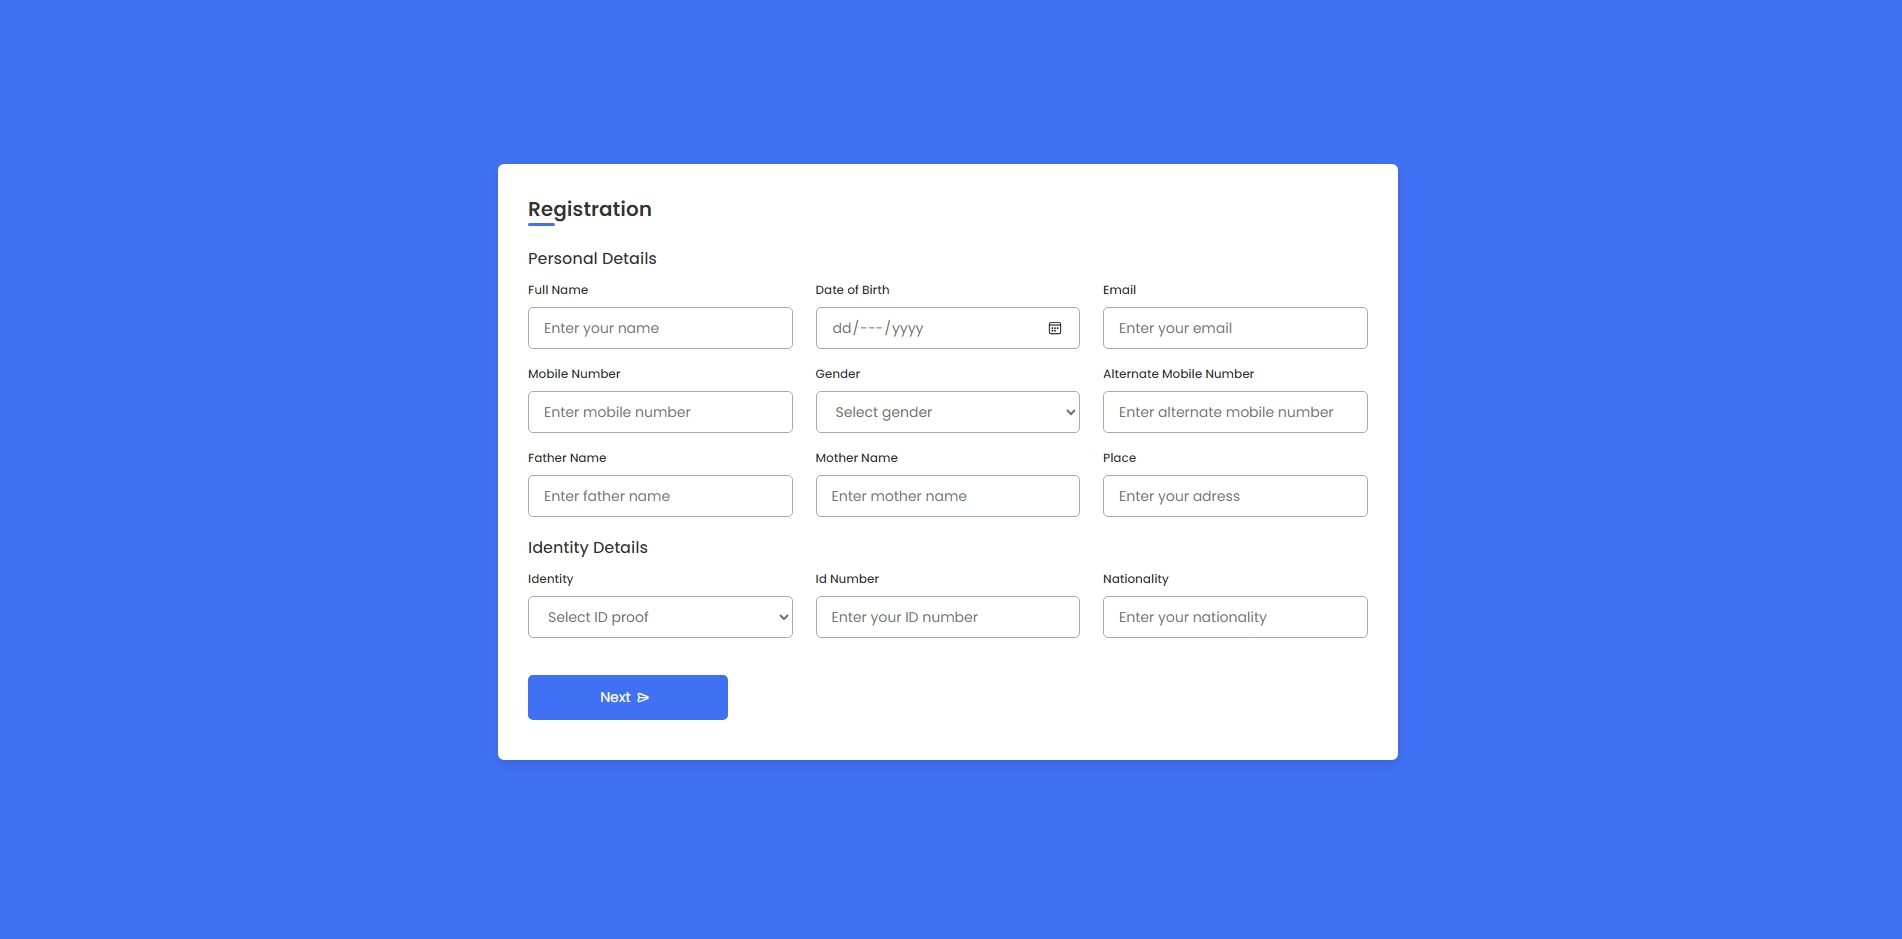 Registration
Personal Details
Full Name Date of Birth Email
Enter your name dd/---/yyyy Enter your email
Mobile Number Gender Alternate Mobile Number
Enter mobile number Select gender Enter alternate mobile number
Father Name Mother Name Place
Enter father name Enter mother name Enter your adress
Identity Details
Identity Id Number Nationality
Select ID proof Enter your ID number Enter your nationality
Next